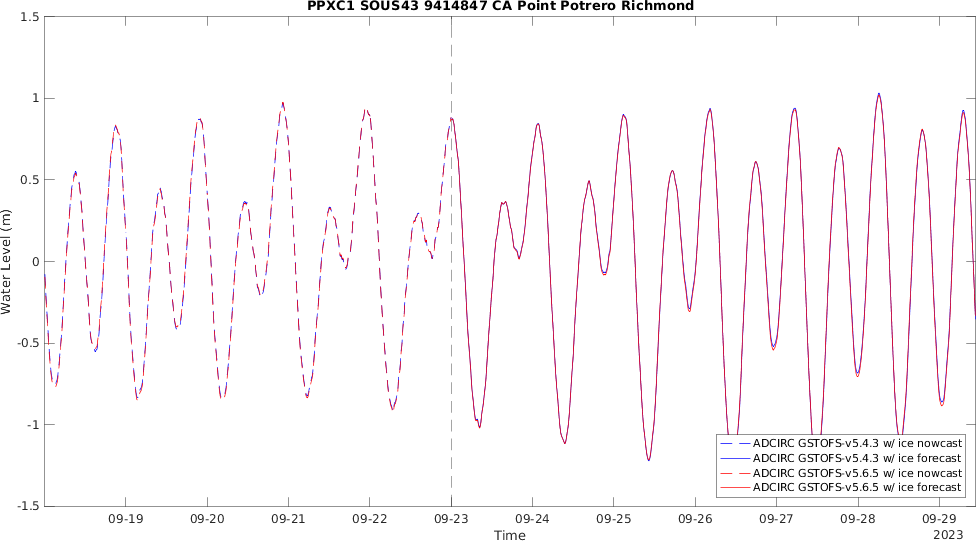 PPXC1 SOUS43 9414847 CA Point Potrero Richmond
1.5
1
0.5
0
-0.5
-1
-1.5
Water Level (m)
09-19 09-20 09-21 09-22 09-23 09-24 09-25 09-26 09-27 09-28 09-29
2023
Time
ADCIRC GSTOFS-v5.4.3 w/ ice nowcast
ADCIRC GSTOFS-v5.4.3 w/ ice forecast
ADCIRC GSTOFS-v5.6.5 w/ ice nowcast
ADCIRC GSTOFS-v5.6.5 w/ ice forecast